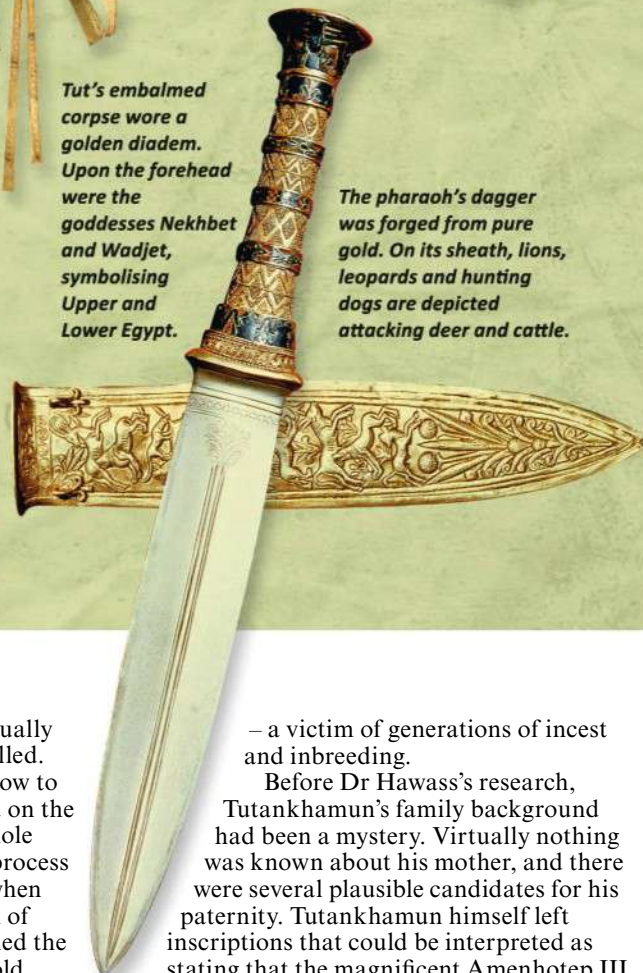 Tut's embalmed
corpse wore a
golden diadem.
Upon the forehead
were the
goddesses Nekhbet
and Wadjet,
symbolising
Upper and
Lower Egypt.
The pharaoh's dagger
was forged from pure
gold. On its sheath, lions,
leopards and hunting
dogs are depicted
attacking deer and cattle.
on the
of
– a victim of generations of incest
and inbreeding.
Before Dr Hawass's research,
Tutankhamun's family background
had been a mystery. Virtually nothing
was known about his mother, and there
were several plausible candidates for his
paternity. Tutankhamun himself left
inscriptions that could be interpreted as
stating that the magnificent Amenhotep III